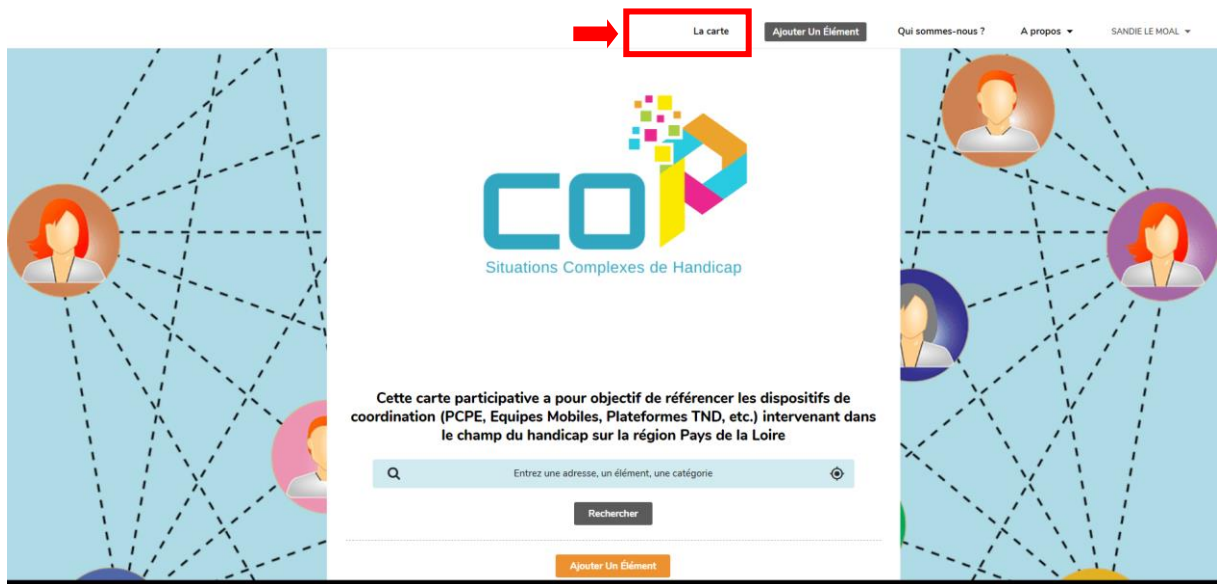 La carte
Ajouter Un Élément
Qui sommes-nous ?
A propos
SANDIE LE MOAL
COP
Situations Complexes de Handicap
Cette carte participative a pour objectif de référencer les dispositifs de
coordination (PCPE, Equipes Mobiles, Plateformes TND, etc.) intervenant dans
le champ du handicap sur la région Pays de la Loire
Entrez une adresse, un élément, une catégorie
Rechercher
Ajouter Un Élément